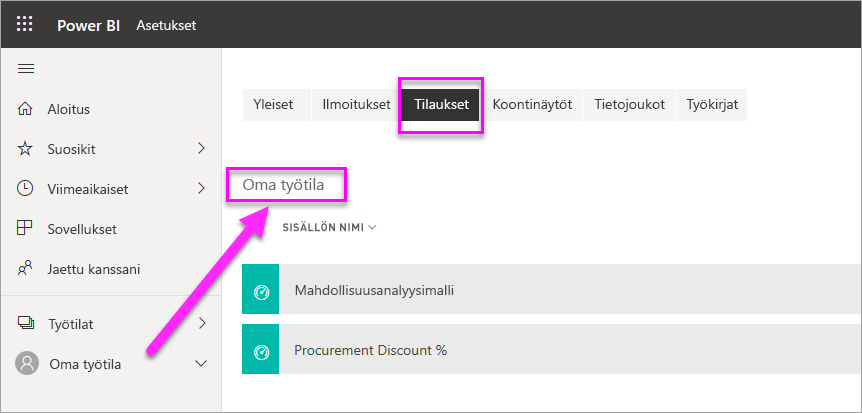 Power BI Asetukset
Aloitus
Suosikit
Viimeaikaiset
Sovellukset
Jaettu kanssani
Työtilat
Oma työtila
Yleiset Ilmoitukset Tilaukset Koontinäytöt Tietojoukot Työkirjat
Oma työtila
SISÄLLÖN NIMI
Mahdollisuusanalyysimalli
Procurement Discount %